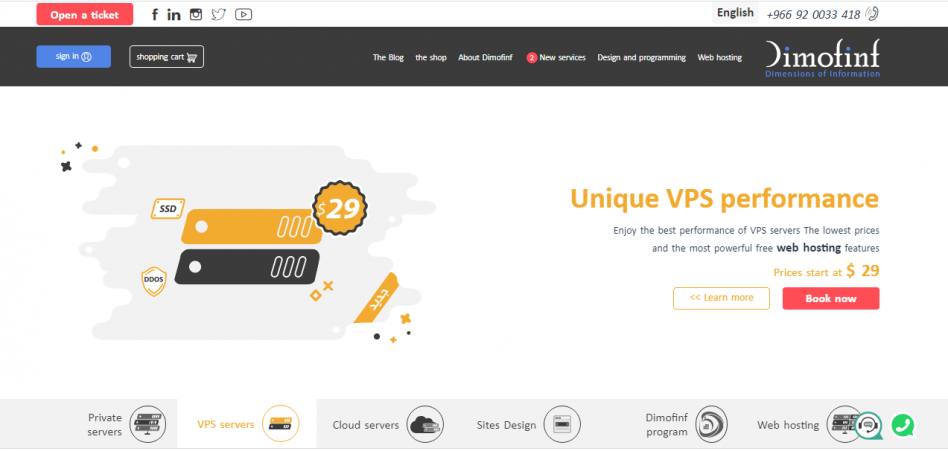 Open a ticket
English
+966 92 0033 418
sign in
shopping cart
The Blog
the shop
About Dimofinf
2 New services
Design and programming
Web hosting
Dimofinf
Dimensions of Information
SSD
$29
DDOS
جديد
Unique VPS performance
Enjoy the best performance of VPS servers The lowest prices
and the most powerful free web hosting features
Prices start at $ 29
<< Learn more
Book now
Private
servers
VPS servers
Cloud servers
Sites Design
Dimofinf
program
Web hosting